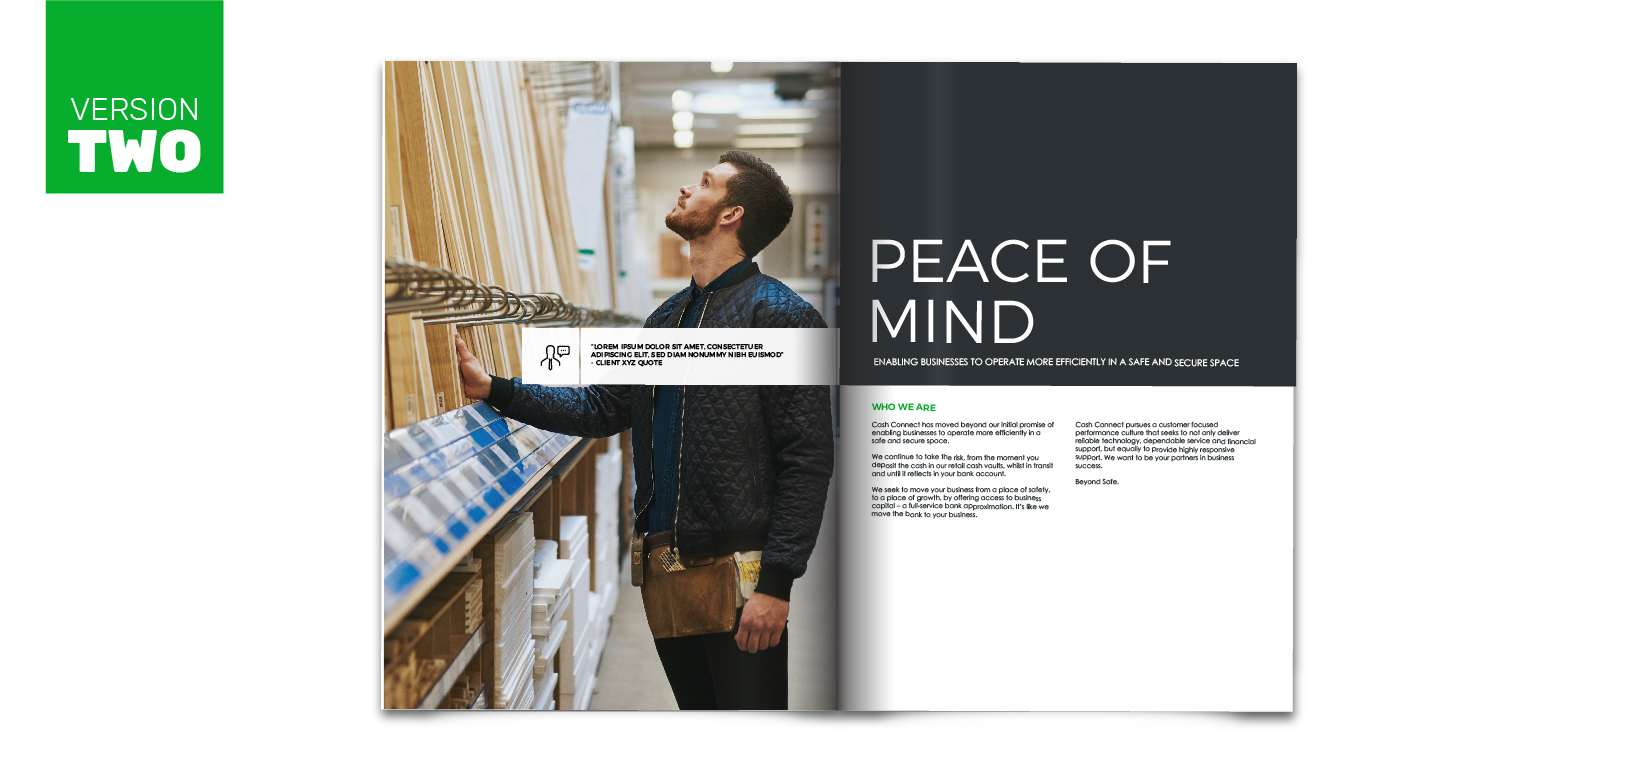 VERSION
TWO
"LOREM IPSUM DOLOR SIT AMET, CONSECTETUER
ADIPISCING ELIT, SED DIAM NONUMMY NIBH EUISMOD"
- CLIENT XYZ QUOTE
PEACE OF
MIND
ENABLING BUSINESSES TO OPERATE MORE EFFICIENTLY IN A SAFE AND SECURE SPACE
WHO WE ARE
Cash Connect has moved beyond our initial promise of
enabling businesses to operate more efficiently in a
safe and secure space.
We continue to take the risk, from the moment you
deposit the cash in our retail cash vaults, whilst in transit
and until it reflects in your bank account.
We seek to move your business from a place of safety,
to a place of growth, by offering access to business
capital – a full-service bank approximation. It's like we
move the bank to your business.
Cash Connect pursues a customer focused
performance culture that seeks to not only deliver
reliable technology, dependable service and financial
support, but equally to Provide highly responsive
support. We want to be your partners in business
success.
Beyond Safe.